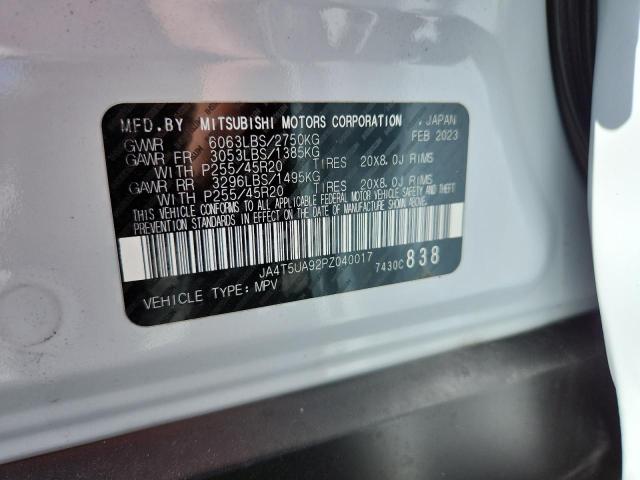 MFD.BY MITSUBISHI MOTORS CORPORATION , JAPAN
GVWR 6063LBS/2750KG FEB 2023
GAWR FR 3053LBS/1385KG
WITH P255/45R20 TIRES 20X8.0J RIMS
GAWR RR 3296LBS/1495KG
WITH P255/45R20 TIRES 20X8.0J RIMS
THIS VEHICLE CONFORMS TO ALL APPLICABLE FEDERAL MOTOR VEHICLE SAFETY AND THEFT
PREVENTION STANDARDS IN EFFECT ON THE DATE OF MANUFACTURE SHOWN ABOVE.
JA4T5UA92PZ040017 7430C 838
VEHICLE TYPE: MPV